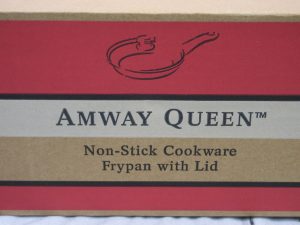 AMWAY QUEEN™
Non-Stick Cookware
Frypan with Lid